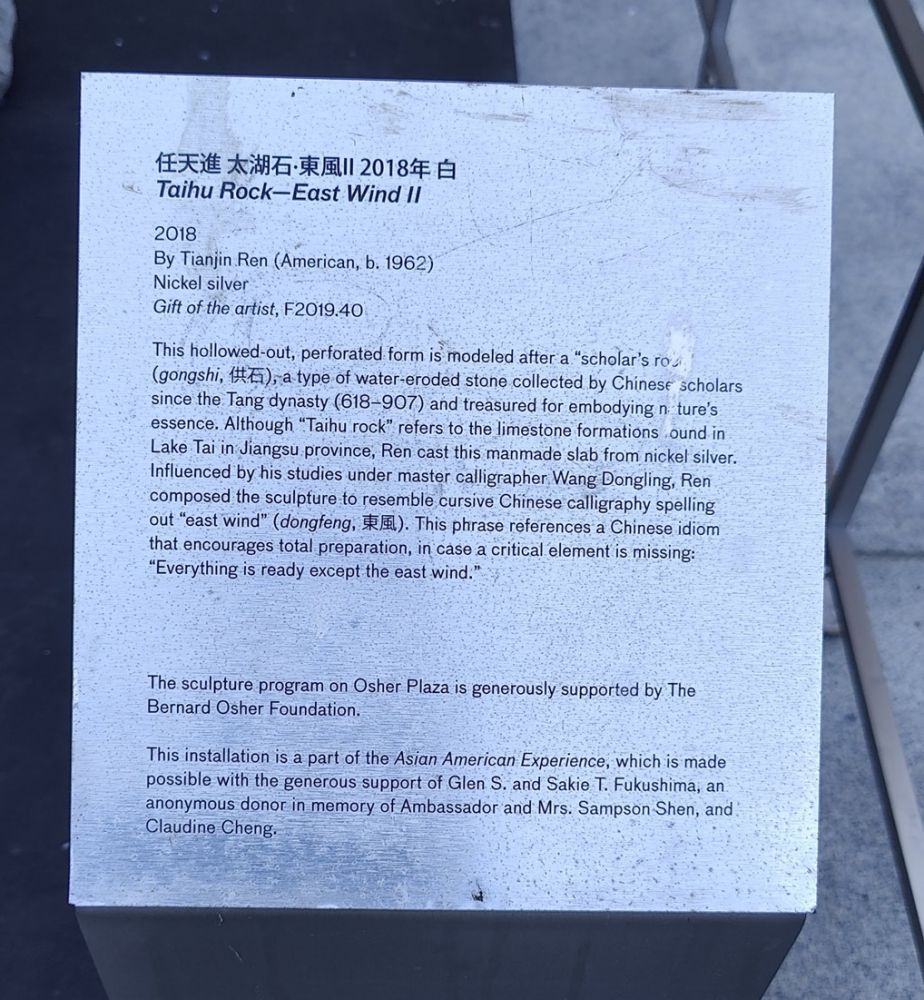 任天進 太湖石·東風II 2018年 白
Taihu Rock—East Wind II
2018
By Tianjin Ren (American, b. 1962)
Nickel silver
Gift of the artist, F2019.40
This hollowed-out, perforated form is modeled after a “scholar’s
(gongshi, 供石), a type of water-eroded stone collected by Chinese scholars
since the Tang dynasty (618–907) and treasured for embodying nature’s
essence. Although “Taihu rock” refers to the limestone formations found in
Lake Tai in Jiangsu province, Ren cast this manmade slab from nickel silver.
Influenced by his studies under master calligrapher Wang Dongling, Ren
composed the sculpture to resemble cursive Chinese calligraphy spelling
out “east wind” (dongfeng, 東風). This phrase references a Chinese idiom
that encourages total preparation, in case a critical element is missing:
“Everything is ready except the east wind.”
The sculpture program on Osher Plaza is generously supported by The
Bernard Osher Foundation.
This installation is a part of the Asian American Experience, which is made
possible with the generous support of Glen S. and Sakie T. Fukushima, an
anonymous donor in memory of Ambassador and Mrs. Sampson Shen, and
Claudine Cheng.